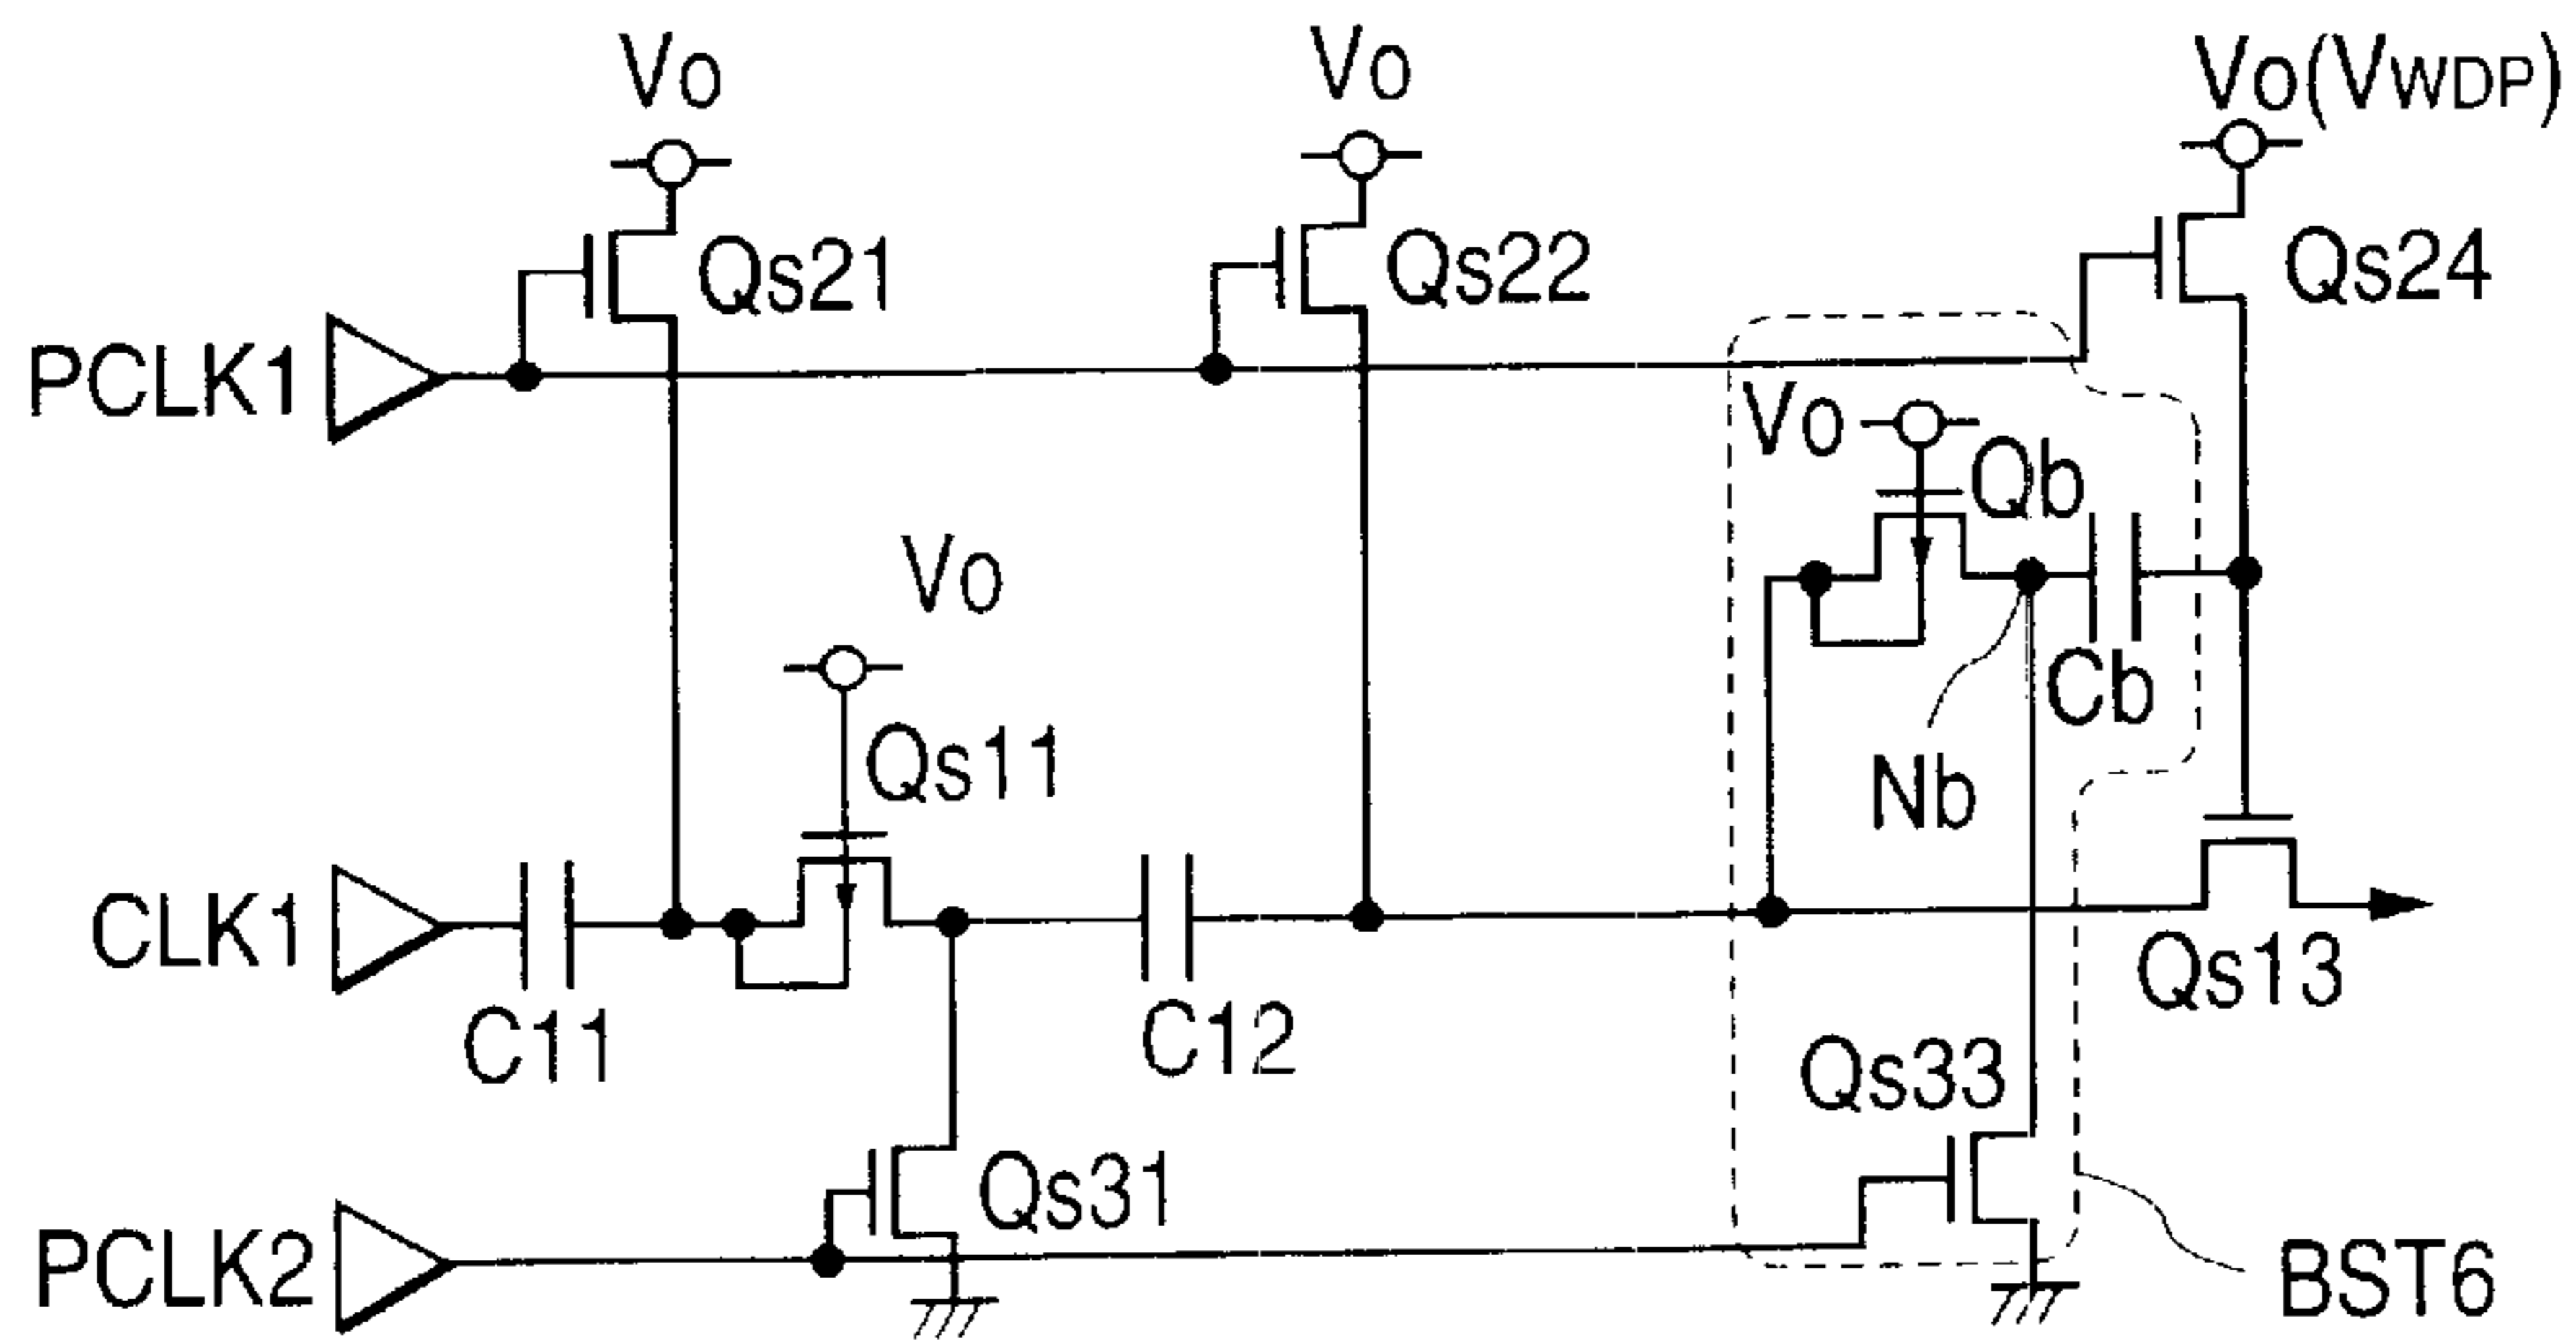 Vo
Vo
Vo(VWDP)
Qs21
Qs22
Qs24
PCLK1
Vo
Qb
Vo
Cb
Qs11
Nb
CLK1
C11
C12
Qs13
Qs33
Qs31
PCLK2
BST6